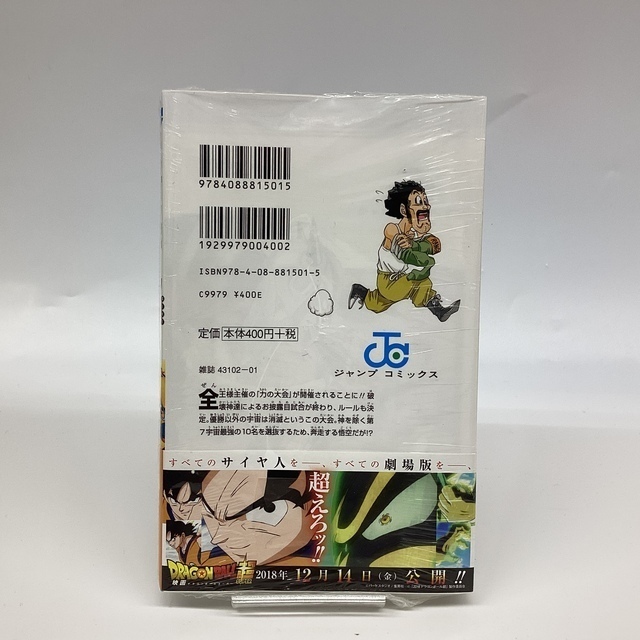 9784088815015
1929979004002
ISBN978-4-08-881501-5
C9979 ¥400E
定価 本体400円+税
雑誌 43102-01
ジャンプ コミックス
全王様主催の「力の大会」が開催されることに!! 破
壊神達によるお披露目試合が終わり、ルールも決
定。優勝以外の宇宙は消滅というこの大会。神を除く第
7宇宙最強の10名を選抜するため、奔走する悟空だが!?
すべてのサイヤ人を──、すべての劇場版を──、
超えろッ!!
映画 DRAGON BALL超
2018年 12月14日(金)公開!!